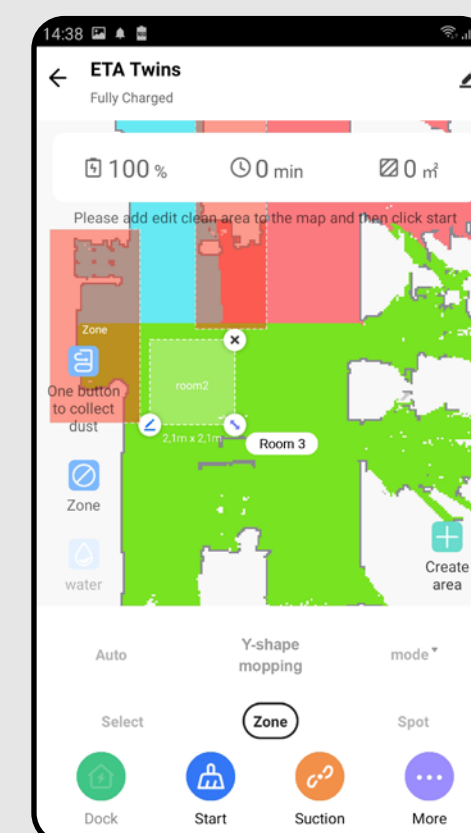 14:38
ETA Twins
Fully Charged
100 %
0 min
0 ㎡
Please add edit clean area to the map and then click start
Zone
One button
to collect
dust
room2
2,1m x 2,1m
Room 3
Zone
water
Create
area
Auto
Y-shape
mopping
mode
Select
Zone
Spot
Dock
Start
Suction
More